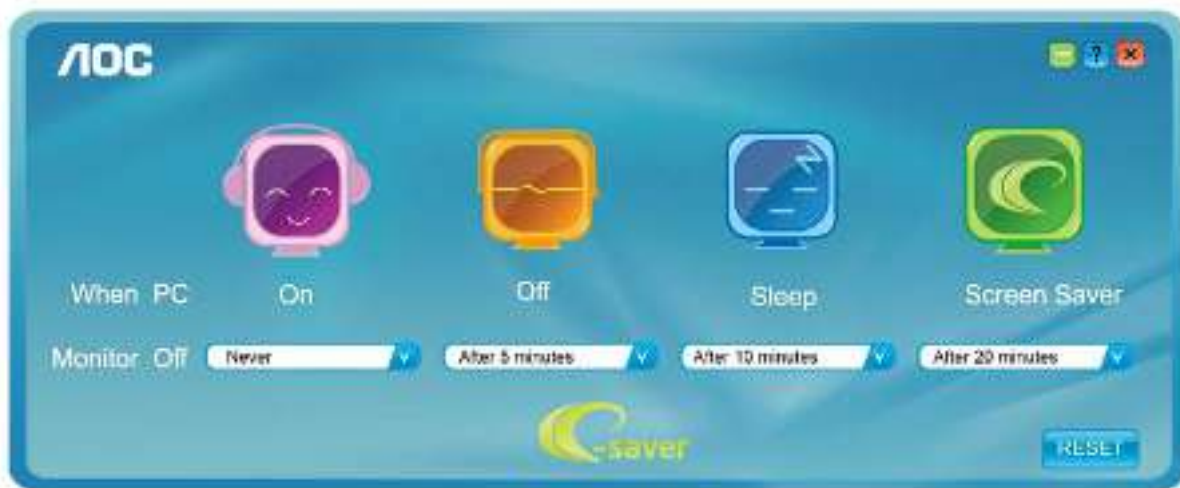 AOC
?
When PC On Off Sleep Screen Saver
Monitor Off Never After 5 minutes After 10 minutes After 20 minutes
e-saver
RESET